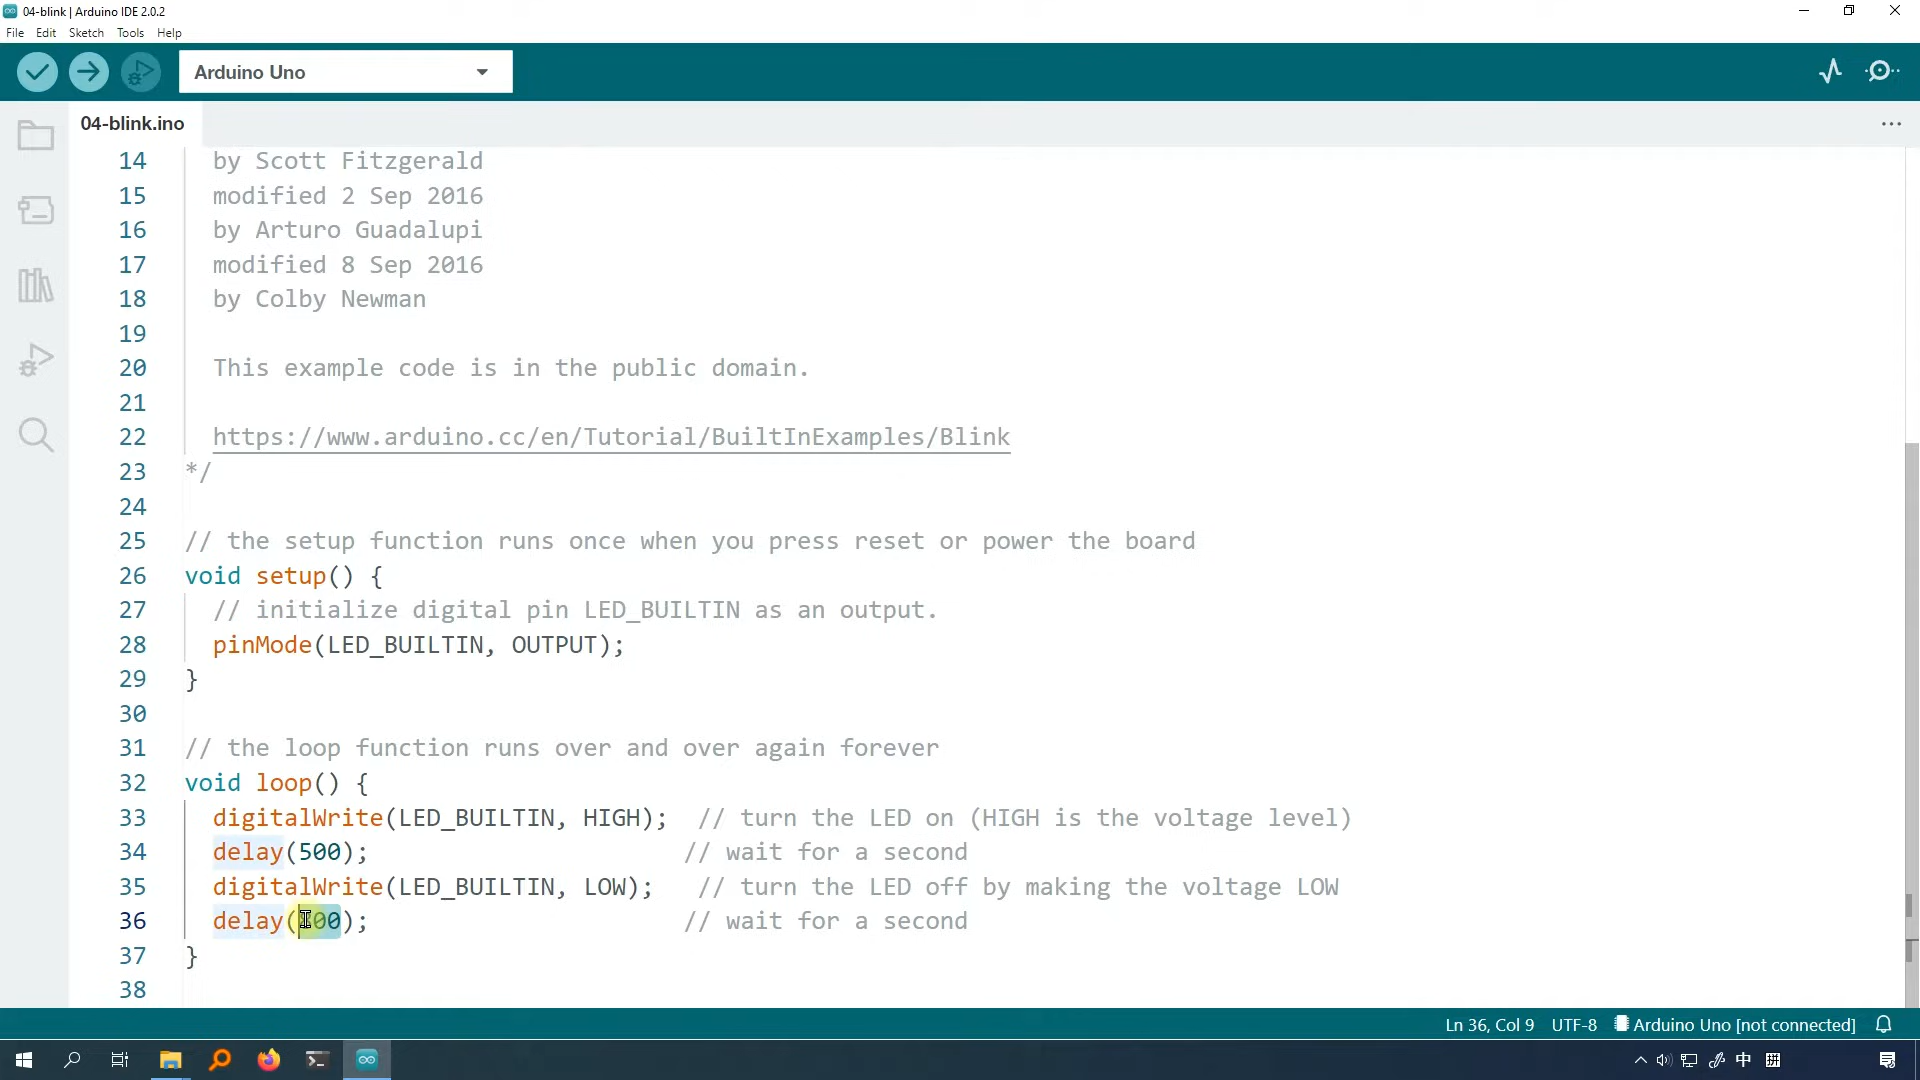 04-blink | Arduino IDE 2.0.2
File Edit Sketch Tools Help
Arduino Uno
04-blink.ino
14 by Scott Fitzgerald
15 modified 2 Sep 2016
16 by Arturo Guadalupi
17 modified 8 Sep 2016
18 by Colby Newman
19
20 This example code is in the public domain.
21
22 https://www.arduino.cc/en/Tutorial/BuiltInExamples/Blink
23 */
24
25 // the setup function runs once when you press reset or power the board
26 void setup() {
27 // initialize digital pin LED_BUILTIN as an output.
28 pinMode(LED_BUILTIN, OUTPUT);
29 }
30
31 // the loop function runs over and over again forever
32 void loop() {
33 digitalWrite(LED_BUILTIN, HIGH); // turn the LED on (HIGH is the voltage level)
34 delay(500); // wait for a second
35 digitalWrite(LED_BUILTIN, LOW); // turn the LED off by making the voltage LOW
36 delay( 00); // wait for a second
37 }
38
Ln 36, Col 9 UTF-8 Arduino Uno [not connected]
中 拼